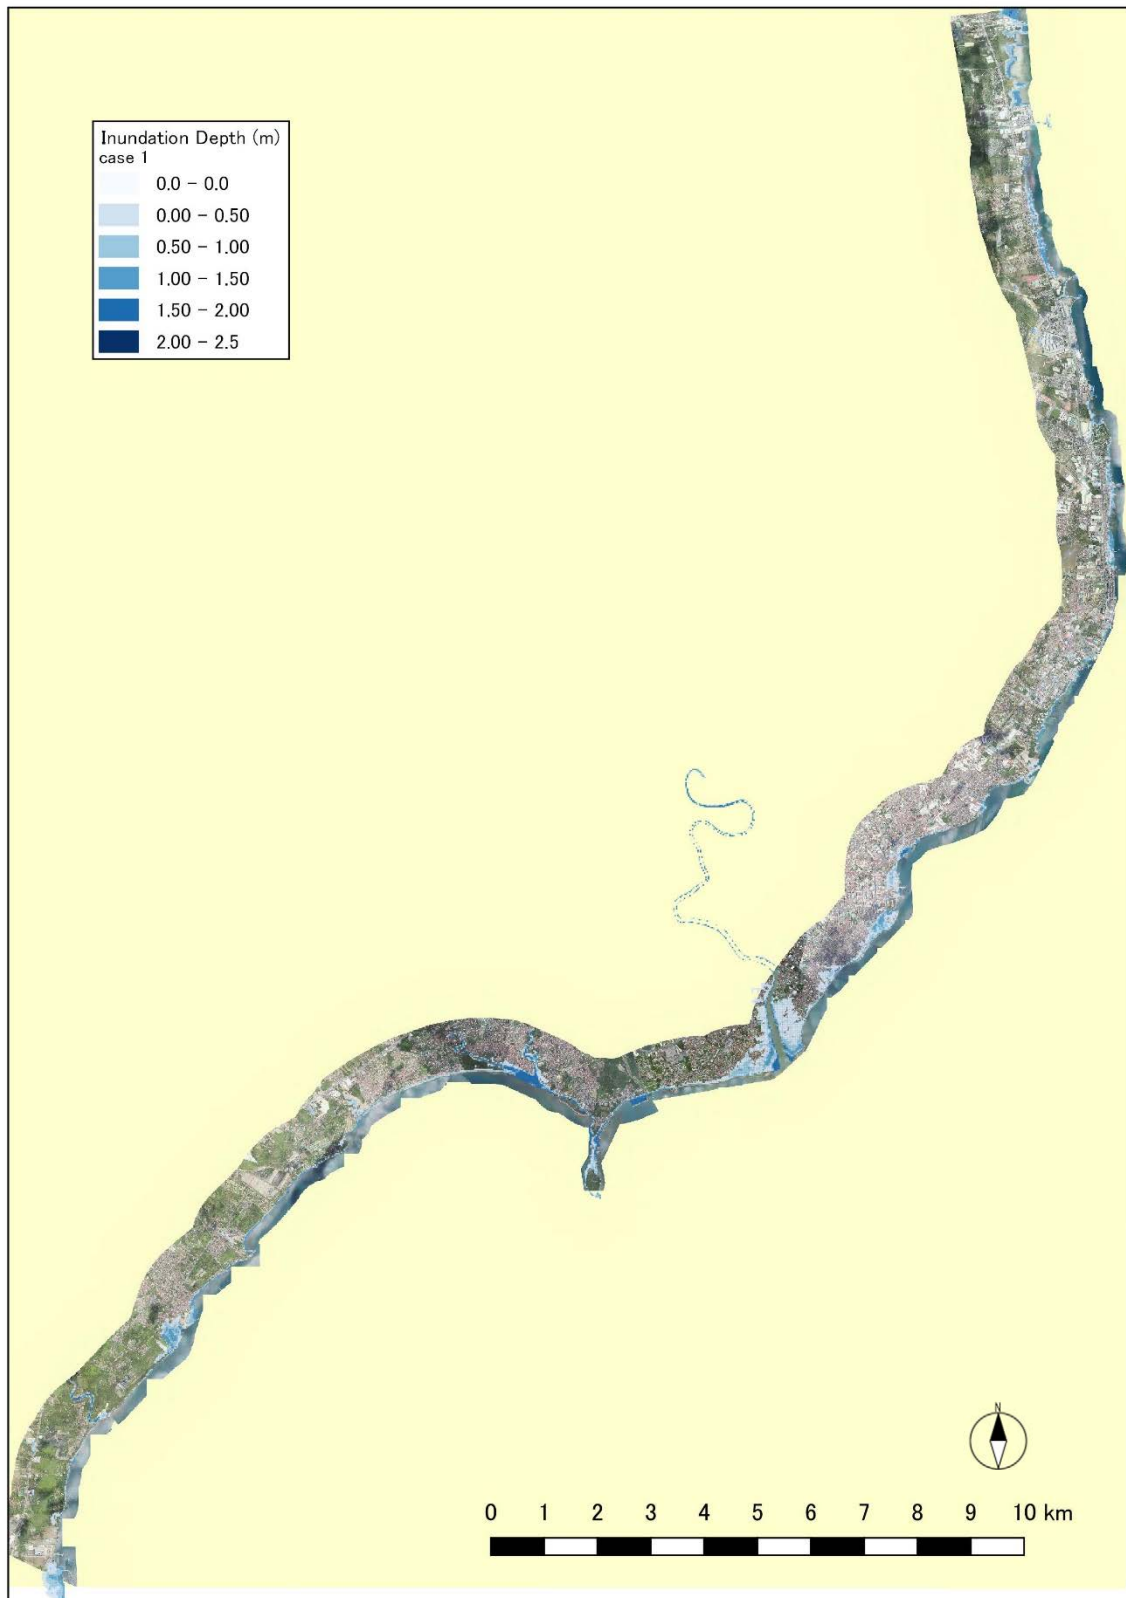 Inundation Depth (m)
case 1
0.0 - 0.0
0.00 - 0.50
0.50 - 1.00
1.00 - 1.50
1.50 - 2.00
2.00 - 2.5
N
0 1 2 3 4 5 6 7 8 9 10 km